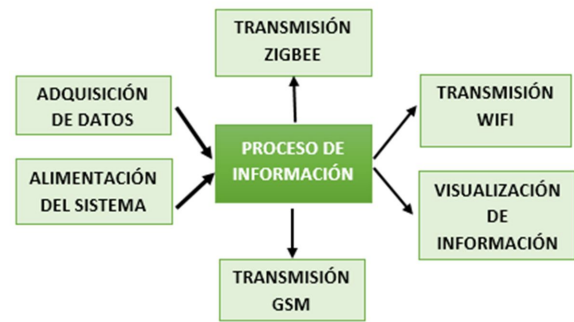 TRANSMISIÓN
ZIGBEE
ADQUISICIÓN
DE DATOS
TRANSMISIÓN
WIFI
PROCESO DE
INFORMACIÓN
ALIMENTACIÓN
DEL SISTEMA
VISUALIZACIÓN
DE
INFORMACIÓN
TRANSMISIÓN
GSM